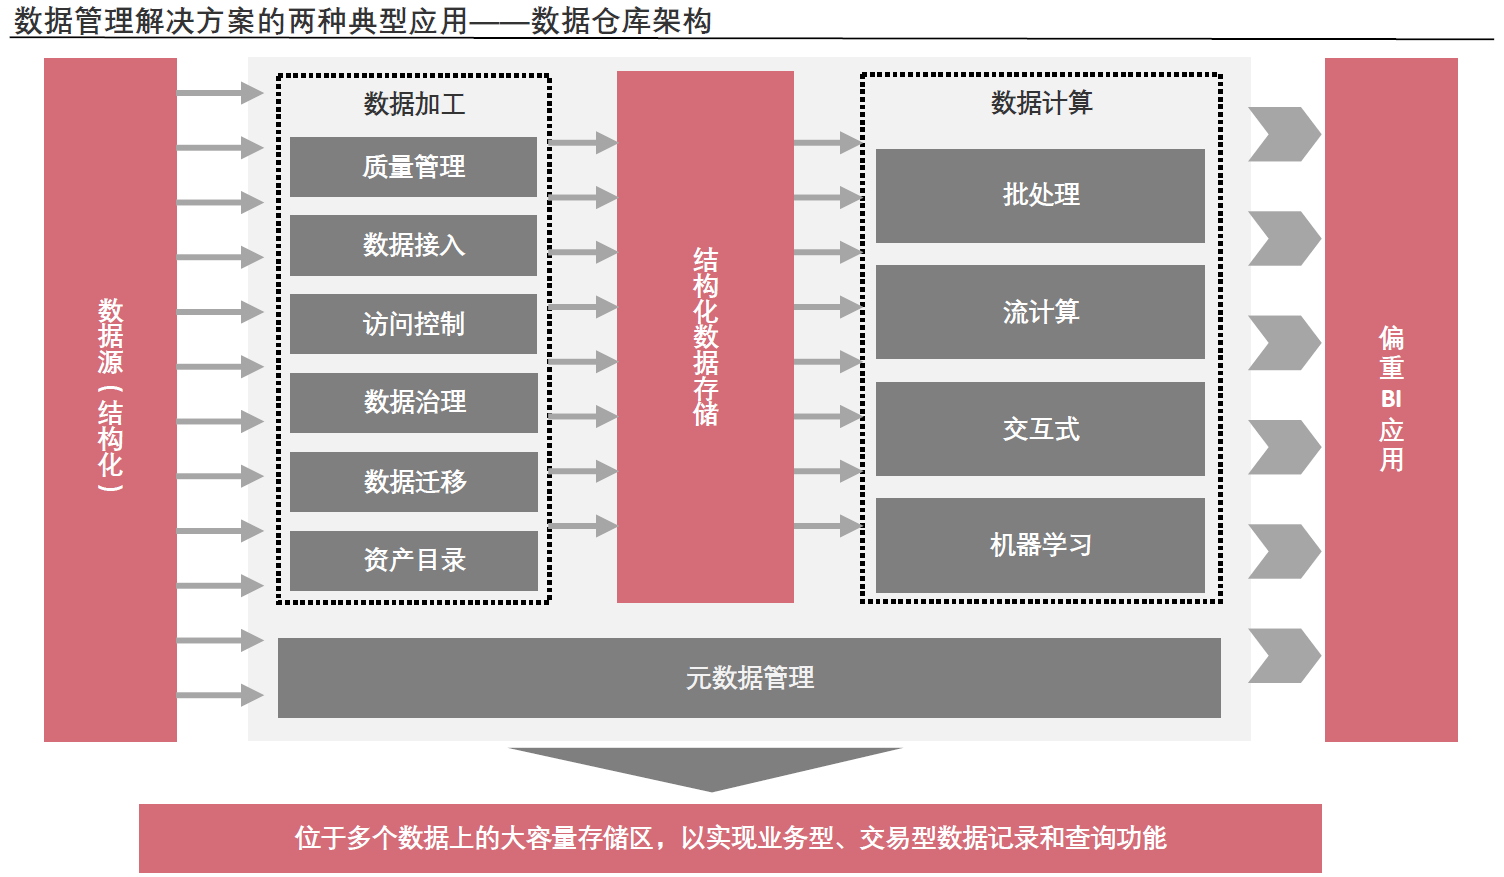 数据管理解决方案的两种典型应用——数据仓库架构
数据源（结构化）
数据加工
质量管理
数据接入
访问控制
数据治理
数据迁移
资产目录
结构化数据存储
数据计算
批处理
流计算
交互式
机器学习
偏重BI应用
元数据管理
位于多个数据上的大容量存储区，以实现业务型、交易型数据记录和查询功能